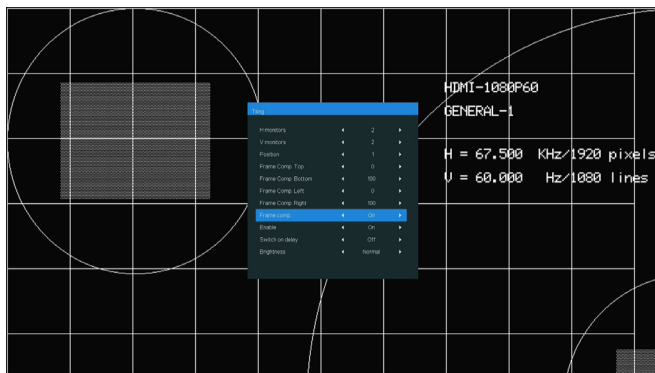 HDMI-1080P60
GENERAL-1
H = 67.500 KHz/1920 pixels
V = 60.000 Hz/1080 lines
Tiling
H monitors 2
V monitors 2
Position 1
Frame Comp. Top 0
Frame Comp. Bottom 100
Frame Comp. Left 0
Frame Comp. Right 100
Frame comp. On
Enable On
Switch on delay Off
Brightness Normal